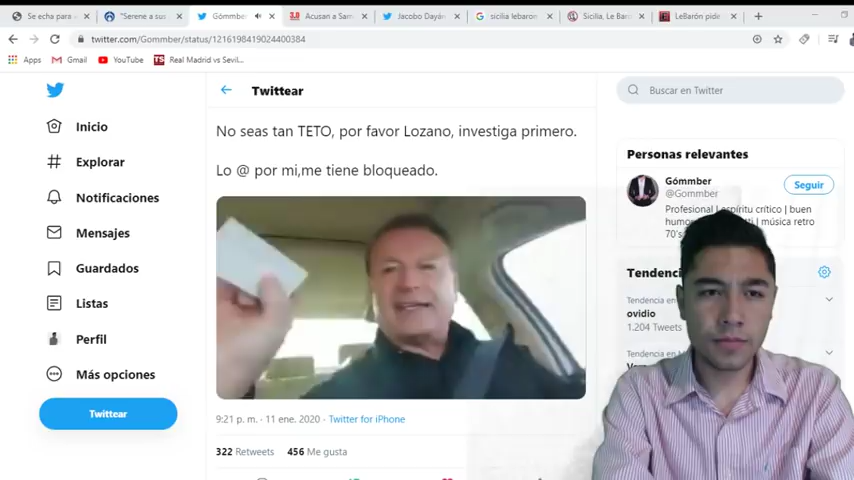 Se echa para
"Serene a sus
Gómmber
Acusan a Sam
Jacobo Dayán
sicilia lebaron
Sicilia, Le Bar
LeBarón pide
twitter.com/Gommber/status/1216198419024400384
Apps
Gmail
YouTube
Real Madrid vs Sevil...
Inicio
Explorar
Notificaciones
Mensajes
Guardados
Listas
Perfil
Más opciones
Twittear
Twittear
No seas tan TETO, por favor Lozano, investiga primero.
Lo @ por mi,me tiene bloqueado.
9:21 p. m. · 11 ene. 2020 · Twitter for iPhone
322 Retweets 456 Me gusta
Buscar en Twitter
Personas relevantes
Gómmber
@Gommber
Seguir
Profesional | espíritu crítico | buen
humo
tti | música retro
70's
Tendenci
Tendencia en
ovidio
1.204 Tweets
Tendencia en